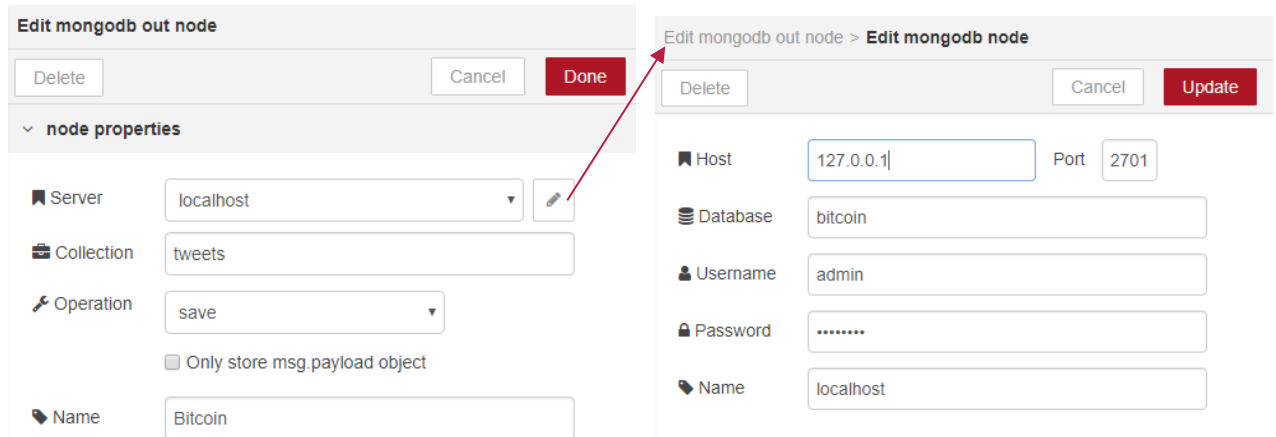 Edit mongodb out node
Delete
Cancel
Done
node properties
Server
localhost
Collection
tweets
Operation
save
Only store msg.payload object
Name
Bitcoin
Edit mongodb out node > Edit mongodb node
Delete
Cancel
Update
Host
127.0.0.1
Port
2701
Database
bitcoin
Username
admin
Password
••••••••
Name
localhost